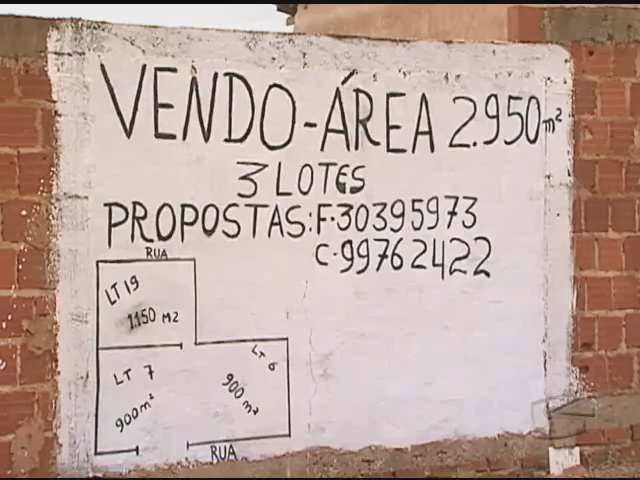 VENDO-ÁREA 2.950m²
3 LOTES
PROPOSTAS: F.30395973
C.99762422
RUA
LT 19
1.150 M2
LT 7
900m²
LT 6
900 m²
RUA